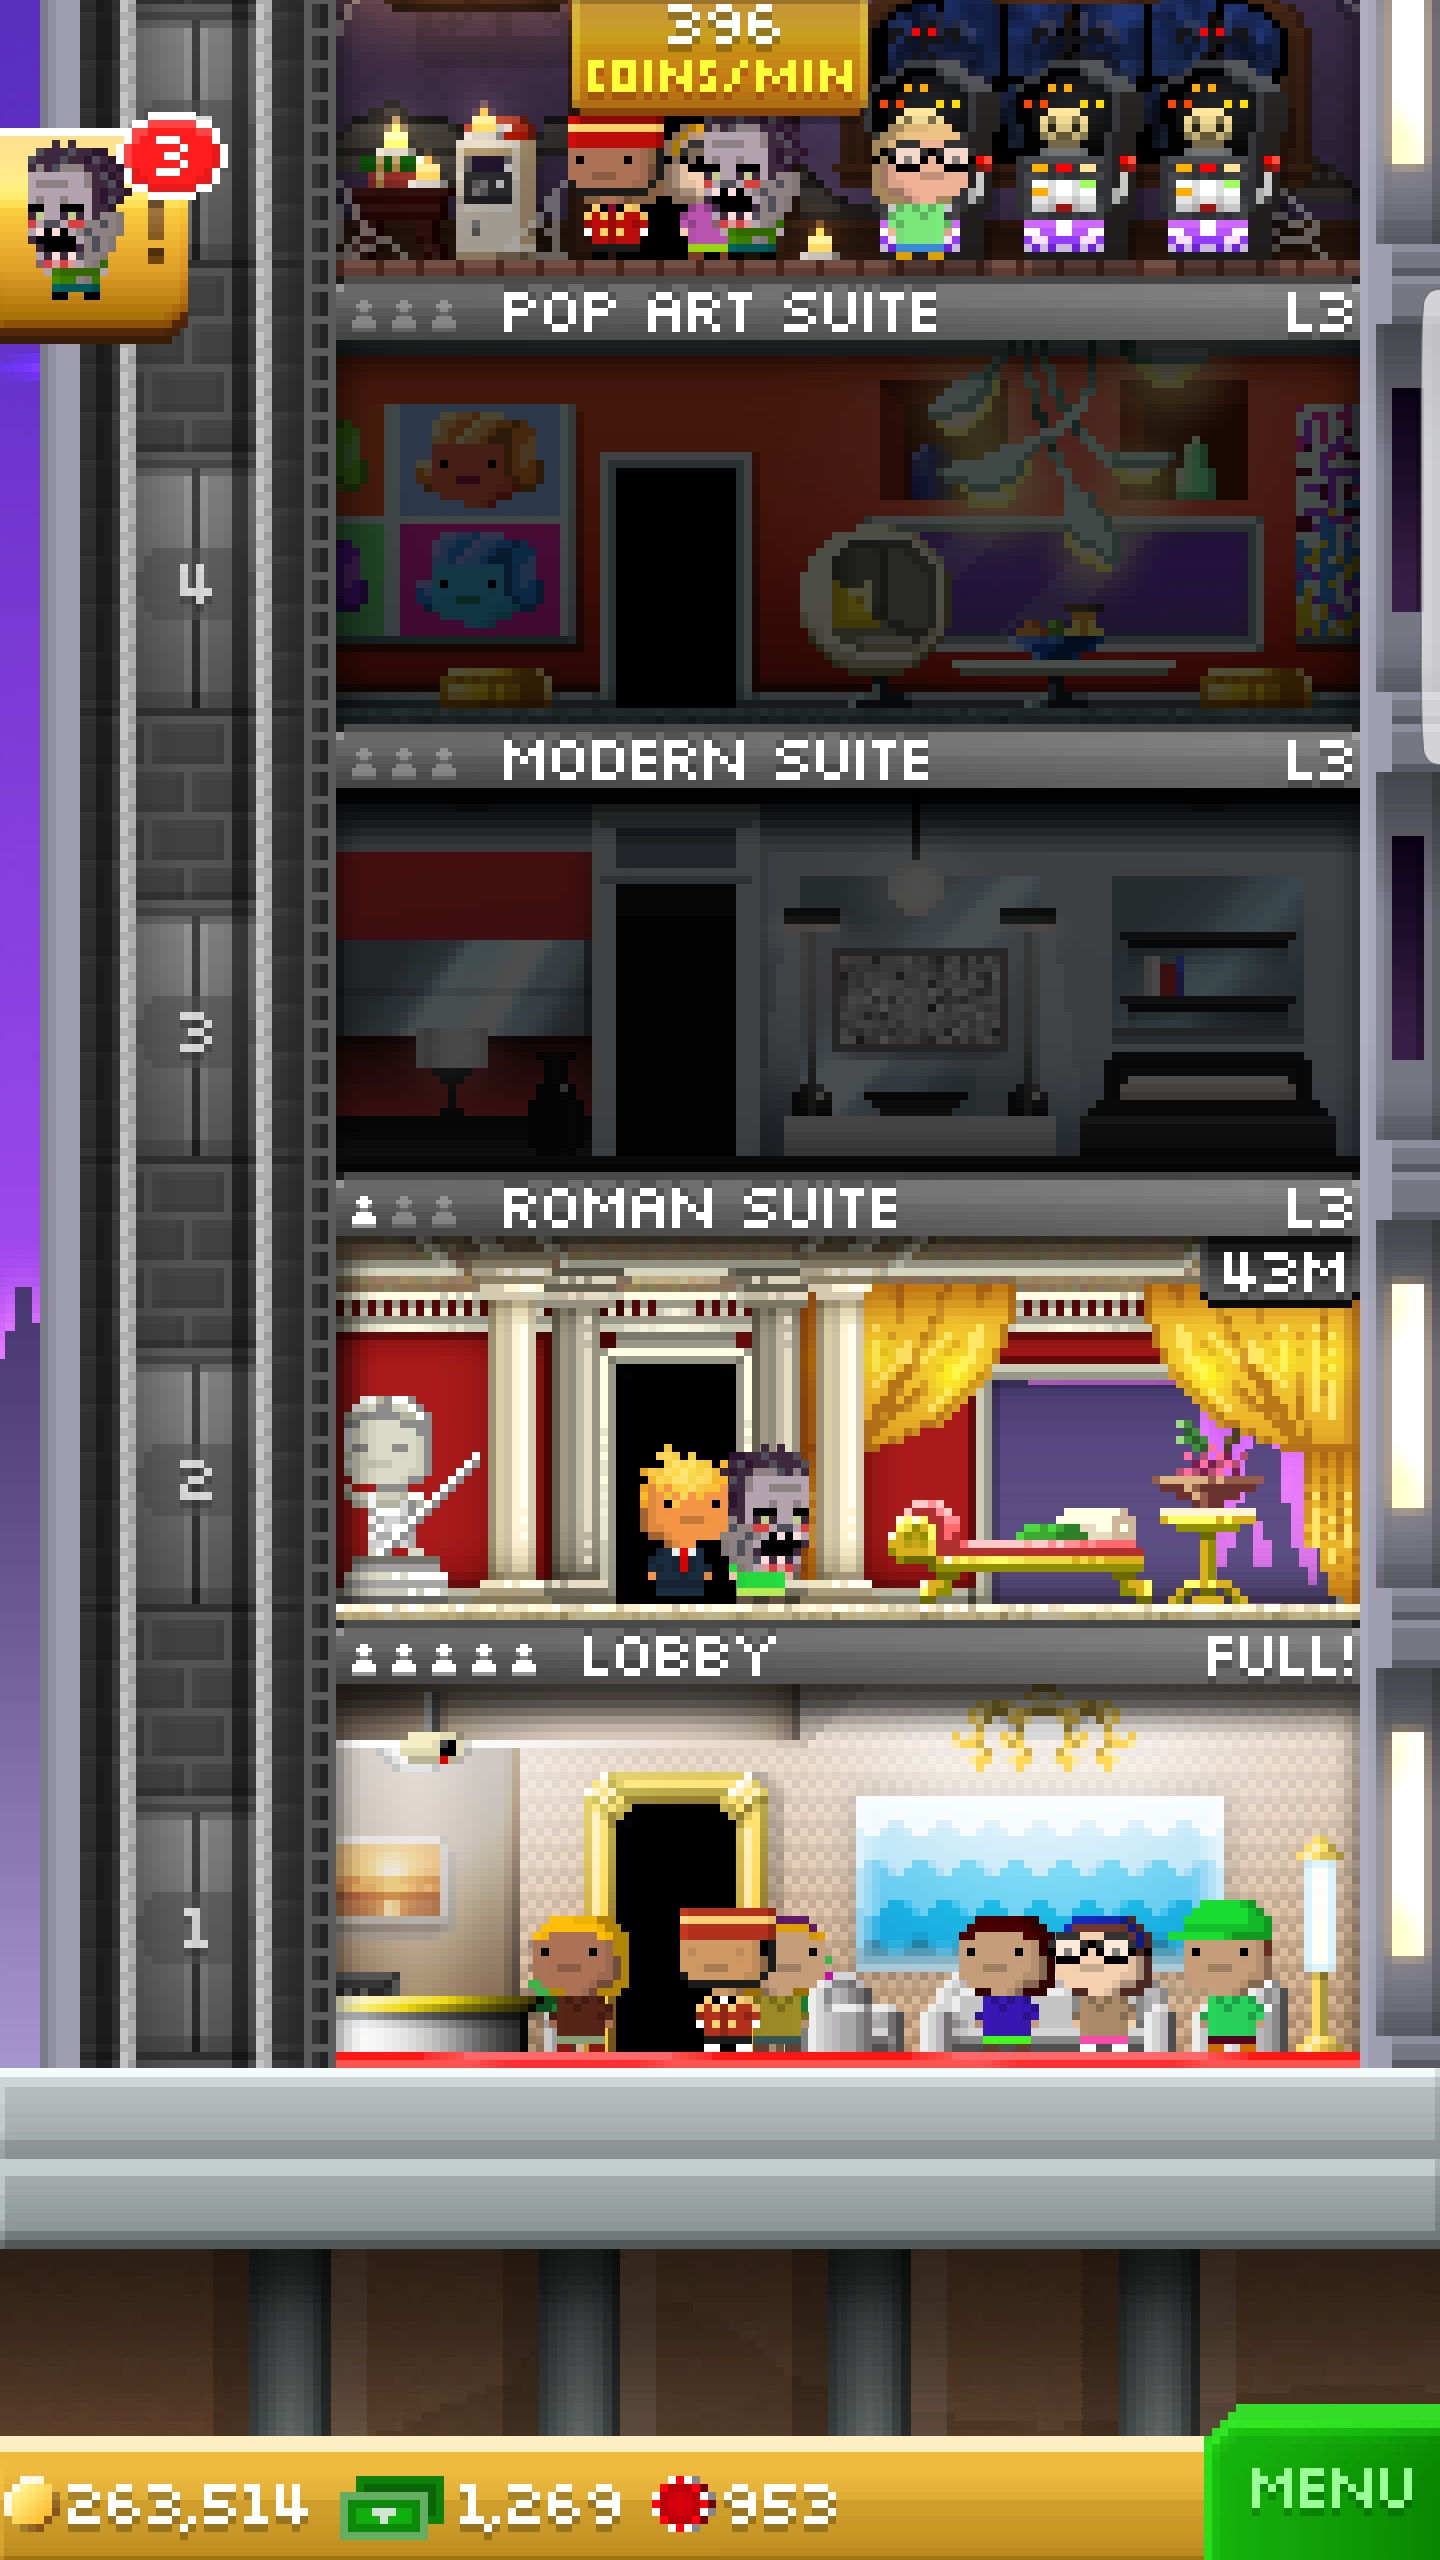 396
COINS/MIN
3
!
POP ART SUITE L3
4
MODERN SUITE L3
3
ROMAN SUITE L3
43M
2
LOBBY FULL!
1
263,514 1,269 953
MENU